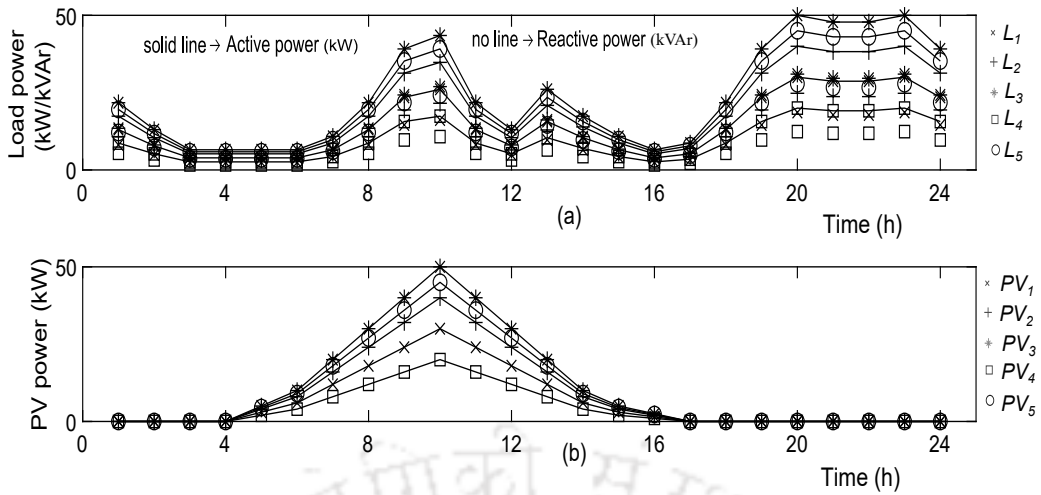 50
solid line → Active power (kW)
no line → Reactive power (kVAr)
Load power
(kW/kVAr)
0
0 4 8 12 16 20 24
(a)
Time (h)
L1
L2
L3
L4
L5
50
PV power (kW)
0
0 4 8 12 16 20 24
(b)
Time (h)
PV1
PV2
PV3
PV4
PV5